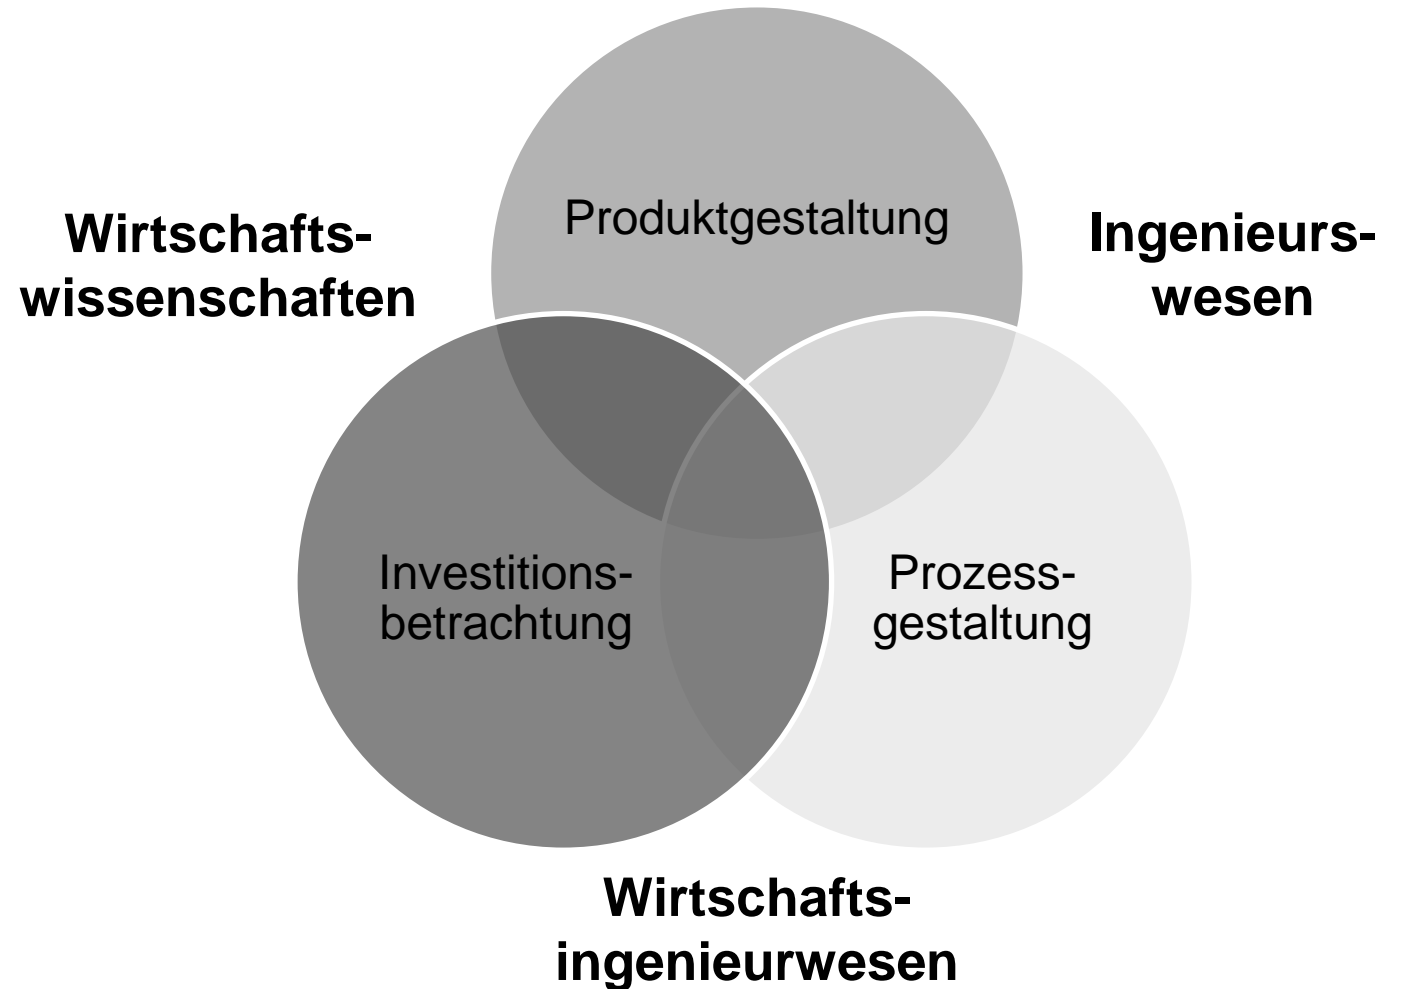 Produktgestaltung
Wirtschafts-
wissenschaften
Ingenieurs-
wesen
Investitions-
betrachtung
Prozess-
gestaltung
Wirtschafts-
ingenieurwesen